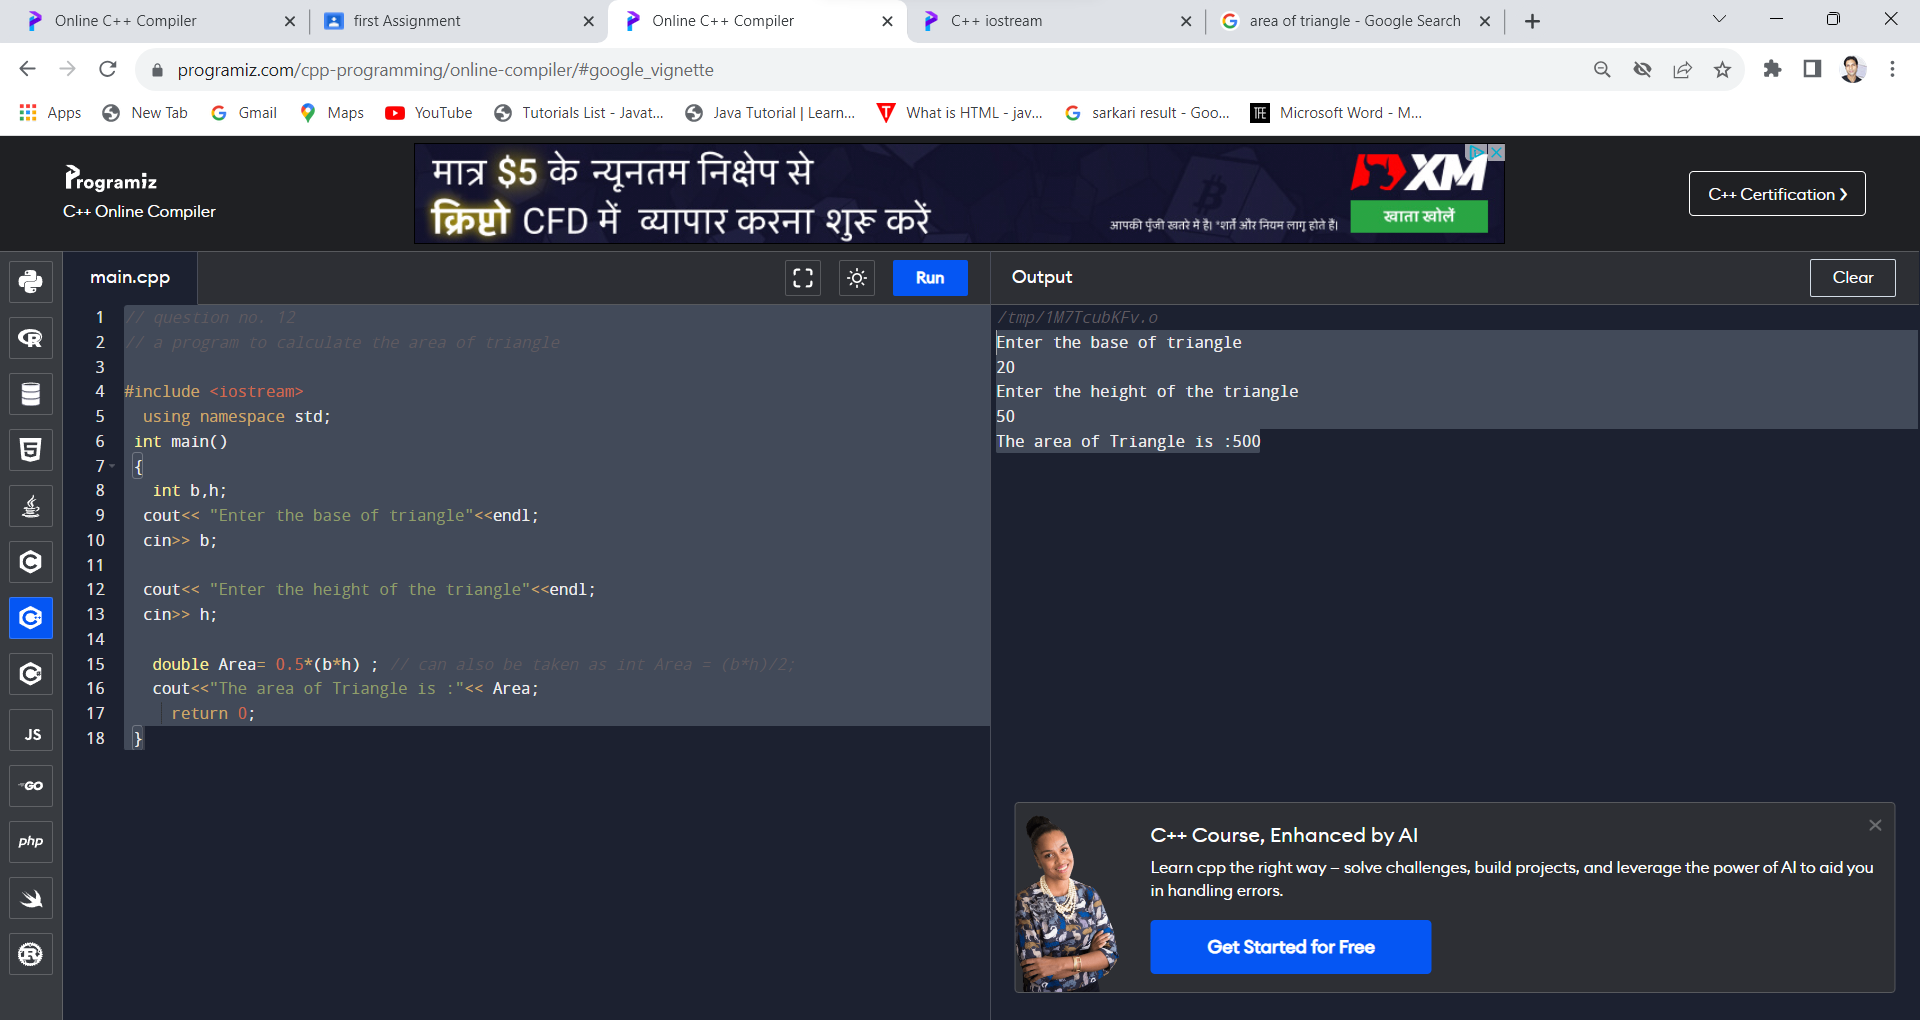 Online C++ Compiler
first Assignment
Online C++ Compiler
C++ iostream
area of triangle - Google Search
programiz.com/cpp-programming/online-compiler/#google_vignette
Apps
New Tab
Gmail
Maps
YouTube
Tutorials List - Javat...
Java Tutorial | Learn...
What is HTML - jav...
sarkari result - Goo...
TFE
Microsoft Word - M...
Programiz
C++ Online Compiler
मात्र $5 के न्यूनतम निक्षेप से
क्रिप्टो CFD में व्यापार करना शुरू करें
आपकी पूँजी खतरे में है। *शर्तें और नियम लागू होते हैं।
XM
खाता खोलें
C++ Certification ›
main.cpp
Run
Output
Clear
1 // question no. 12
2 // a program to calculate the area of triangle
3
4 #include <iostream>
5 using namespace std;
6 int main()
7 {
8 int b,h;
9 cout<< "Enter the base of triangle"<<endl;
10 cin>> b;
11
12 cout<< "Enter the height of the triangle"<<endl;
13 cin>> h;
14
15 double Area= 0.5*(b*h) ; // can also be taken as int Area = (b*h)/2;
16 cout<<"The area of Triangle is :"<< Area;
17 return 0;
18 }
/tmp/1M7TcubKFv.o
Enter the base of triangle
20
Enter the height of the triangle
50
The area of Triangle is :500
R
5
C
C+
C
JS
GO
php
R
C++ Course, Enhanced by AI
Learn cpp the right way – solve challenges, build projects, and leverage the power of AI to aid you
in handling errors.
Get Started for Free